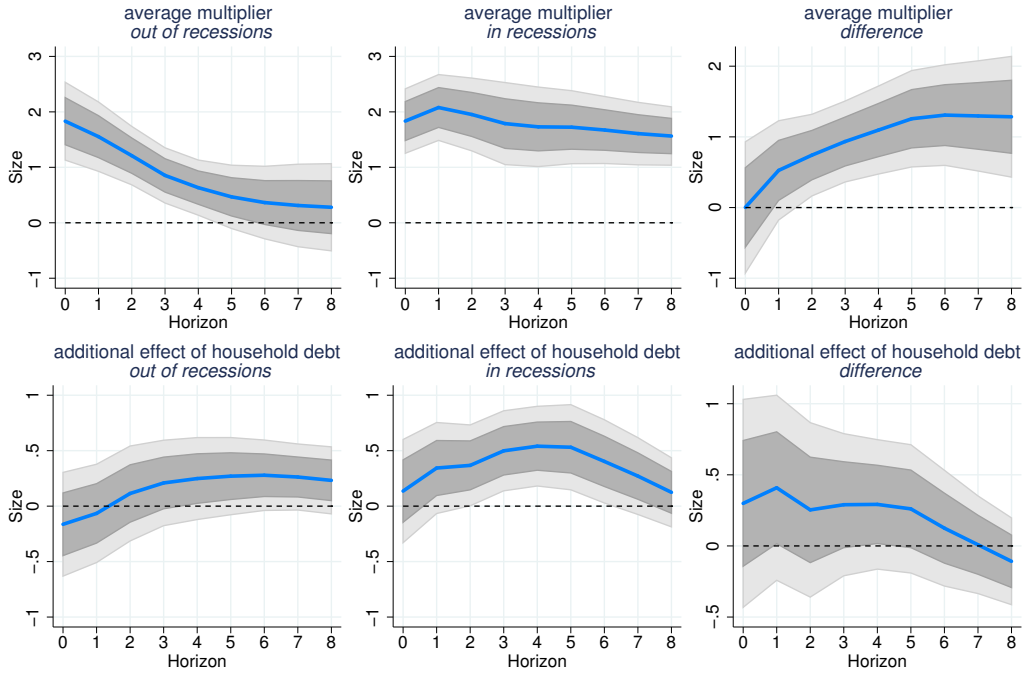 average multiplier
out of recessions
3
2
1
0
−1
Size
0 1 2 3 4 5 6 7 8
Horizon
average multiplier
in recessions
3
2
1
0
−1
Size
0 1 2 3 4 5 6 7 8
Horizon
average multiplier
difference
2
1
0
−1
Size
0 1 2 3 4 5 6 7 8
Horizon
additional effect of household debt
out of recessions
1
.5
0
−.5
−1
Size
0 1 2 3 4 5 6 7 8
Horizon
additional effect of household debt
in recessions
1
.5
0
−.5
−1
Size
0 1 2 3 4 5 6 7 8
Horizon
additional effect of household debt
difference
1
.5
0
−.5
Size
0 1 2 3 4 5 6 7 8
Horizon